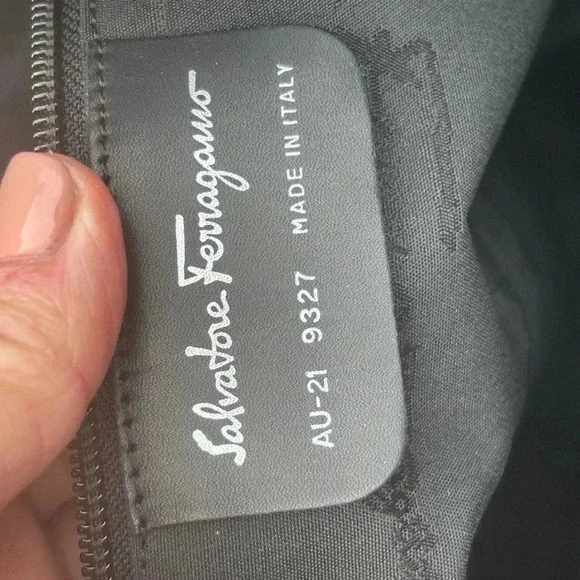 Salvatore Ferragamo
AU-21 9327 MADE IN ITALY